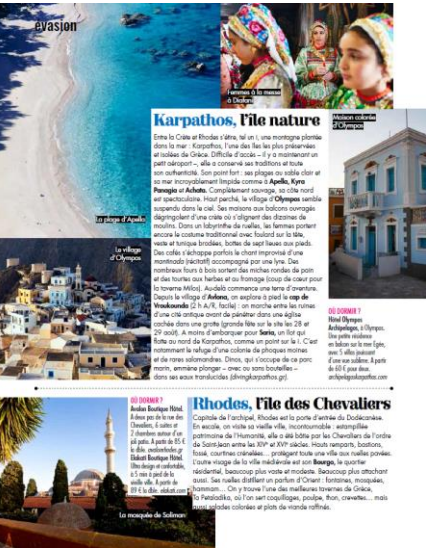 évasion
Femmes à la messe
à Diafani
La plage d'Apella
Le village
d'Olympos
Karpathos, l'île nature
Entre la Crète et Rhodes s'étire, tel un i, une montagne plantée
dans la mer : Karpathos, l'une des îles les plus préservées
et isolées de Grèce. Difficile d'accès – il y a maintenant un
petit aéroport –, elle a conservé ses traditions et toute
son authenticité. Son point fort : ses plages au sable clair et
sa mer incroyablement limpide comme à Apella, Kyra
Panagia et Achata. Complètement sauvage, sa côte nord
est spectaculaire. Haut perché, le village d'Olympos semble
suspendu dans le ciel. Ses maisons aux balcons ouvragés
dégringolent d'une crête où s'alignent des dizaines de
moulins. Dans un labyrinthe de ruelles, les femmes portent
encore le costume traditionnel avec foulard sur la tête,
veste et tunique brodées, bottes de sept lieues aux pieds.
Des cafés s'échappe parfois le chant improvisé d'une
mantinada (récitatif) accompagné par une lyre. Des
nombreux fours à bois sortent des miches rondes de pain
et des tourtes aux herbes et au fromage (coup de cœur pour
la taverne Milos). Au-delà commence une terre d'aventure.
Depuis le village d'Avlona, on explore à pied le cap de
Vroukounda (2 h A/R, facile) : on marche entre les ruines
d'une cité antique avant de pénétrer dans une église
cachée dans une grotte (grande fête sur le site les 28 et
29 août). À moins d'embarquer pour Saria, un îlot qui
flotte au nord de Karpathos, comme un point sur le i. C'est
notamment le refuge d'une colonie de phoques moines
et de rares salamandres. Dinos, qui s'occupe de ce parc
marin, emmène plonger – avec ou sans bouteilles –
dans ses eaux translucides (divingkarpathos.gr).
Maison colorée
d'Olympos
OÙ DORMIR ?
Hôtel Olympos
Archipelagos, à Olympos.
Une petite résidence
en balcon sur la mer Égée,
avec 5 villas jouissant
d'une vue sublime. À partir
de 60 € pour deux.
archipelagoskarpathos.com
La mosquée de Soliman
OÙ DORMIR ?
Avalon Boutique Hôtel.
À deux pas de la rue des
Chevaliers, 6 suites et
2 chambres autour d'un
joli patio. À partir de 85 €
la dble. avalonrhodes.gr
Elakati Boutique Hôtel.
Ultra design et confortable,
à 5 min à pied de la
vieille ville. À partir de
89 € la dble. elakati.com
Rhodes, l'île des Chevaliers
Capitale de l'archipel, Rhodes est la porte d'entrée du Dodécanèse.
En escale, on visite sa vieille ville, incontournable : estampillée
patrimoine de l'Humanité, elle a été bâtie par les Chevaliers de l'ordre
de Saint-Jean entre les XIVe et XVIe siècles. Hauts remparts, bastions,
fossé, courtines crénelées… protègent toute une ville aux ruelles pavées.
L'autre visage de la ville médiévale est son Bourgo, le quartier
résidentiel, beaucoup plus vaste et modeste. Beaucoup plus attachant
aussi. Ses ruelles distillent un parfum d'Orient : fontaines, mosquées,
hammam… On y trouve l'une des meilleures tavernes de Grèce,
Ta Petaladika, où l'on sert coquillages, poulpe, thon, crevettes… mais
aussi salades colorées et plats de viande raffinés.